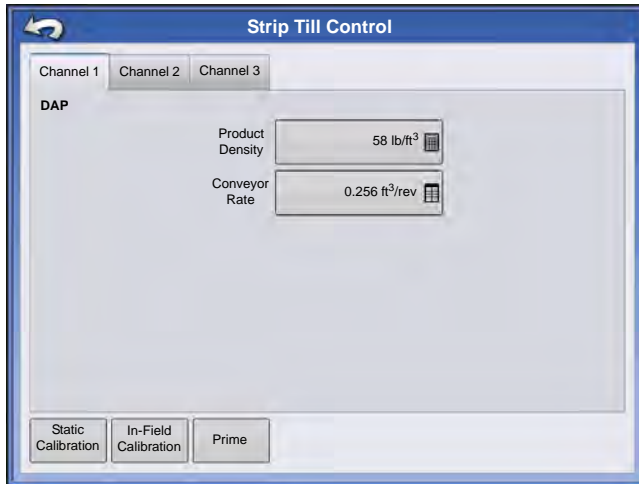 Strip Till Control
Channel 1 Channel 2 Channel 3
DAP
Product
Density
58 lb/ft³
Conveyor
Rate
0.256 ft³/rev
Static
Calibration
In-Field
Calibration
Prime